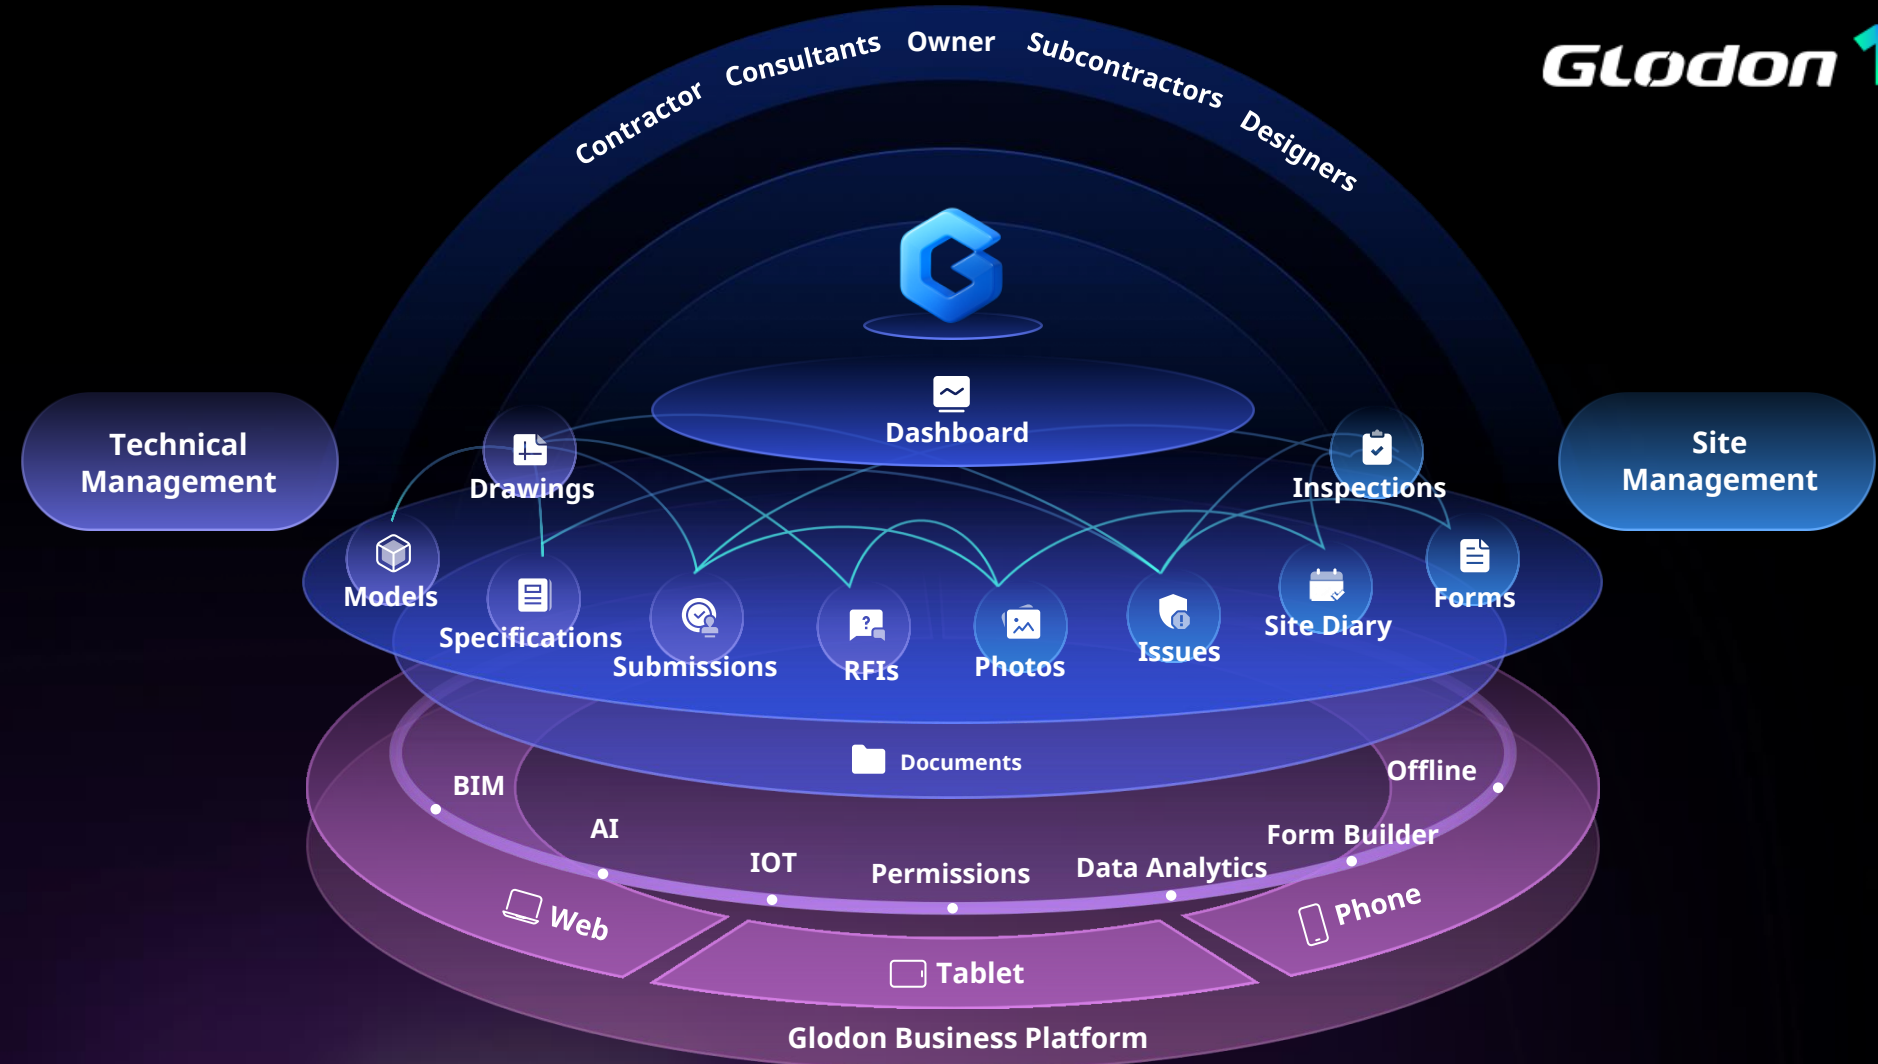 Contractor
Consultants
Owner
Subcontractors
Designers
GLodon
Technical
Management
Site
Management
Dashboard
Drawings
Inspections
Models
Specifications
Submissions
RFIs
Photos
Issues
Site Diary
Forms
Documents
BIM
AI
IOT
Permissions
Data Analytics
Form Builder
Offline
Web
Tablet
Phone
Glodon Business Platform